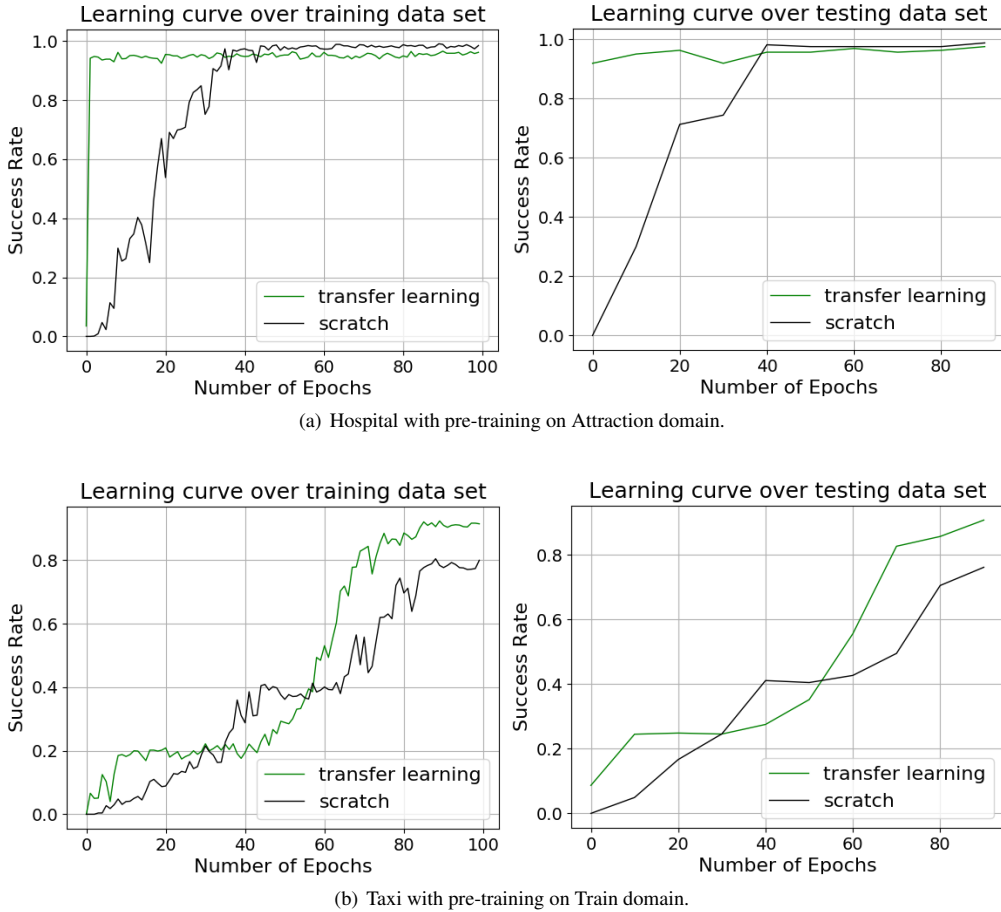 Learning curve over training data set
Success Rate
1.0
0.8
0.6
0.4
0.2
0.0
transfer learning
scratch
0 20 40 60 80 100
Number of Epochs
Learning curve over testing data set
Success Rate
1.0
0.8
0.6
0.4
0.2
0.0
transfer learning
scratch
0 20 40 60 80
Number of Epochs
(a) Hospital with pre-training on Attraction domain.
Learning curve over training data set
Success Rate
0.8
0.6
0.4
0.2
0.0
transfer learning
scratch
0 20 40 60 80 100
Number of Epochs
Learning curve over testing data set
Success Rate
0.8
0.6
0.4
0.2
0.0
transfer learning
scratch
0 20 40 60 80
Number of Epochs
(b) Taxi with pre-training on Train domain.